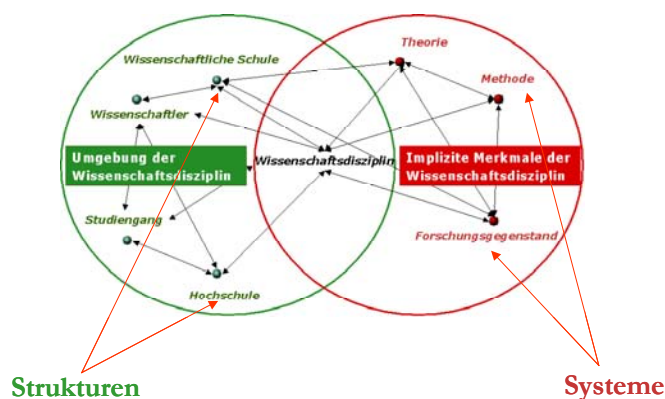 Theorie
Wissenschaftliche Schule
Methode
Wissenschaftler
Umgebung der
Wissenschaftsdisziplin
Wissenschaftsdisziplin
Implizite Merkmale der
Wissenschaftsdisziplin
Studiengang
Forschungsgegenstand
Hochschule
Strukturen
Systeme